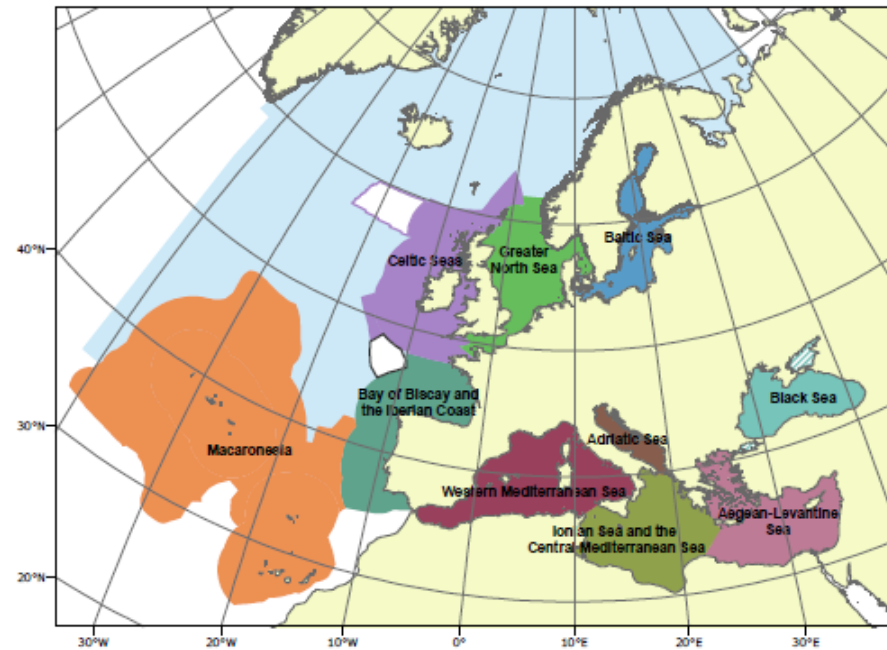 40°N
30°N
20°N
Celtic Seas
Greater
North Sea
Baltic Sea
Bay of Biscay and
the Iberian Coast
Black Sea
Macaronesia
Adriatic Sea
Western Mediterranean Sea
Aegean-Levantine
Sea
Ionian Sea and the
Central Mediterranean Sea
30°W
20°W
10°W
0°
10°E
20°E
30°E